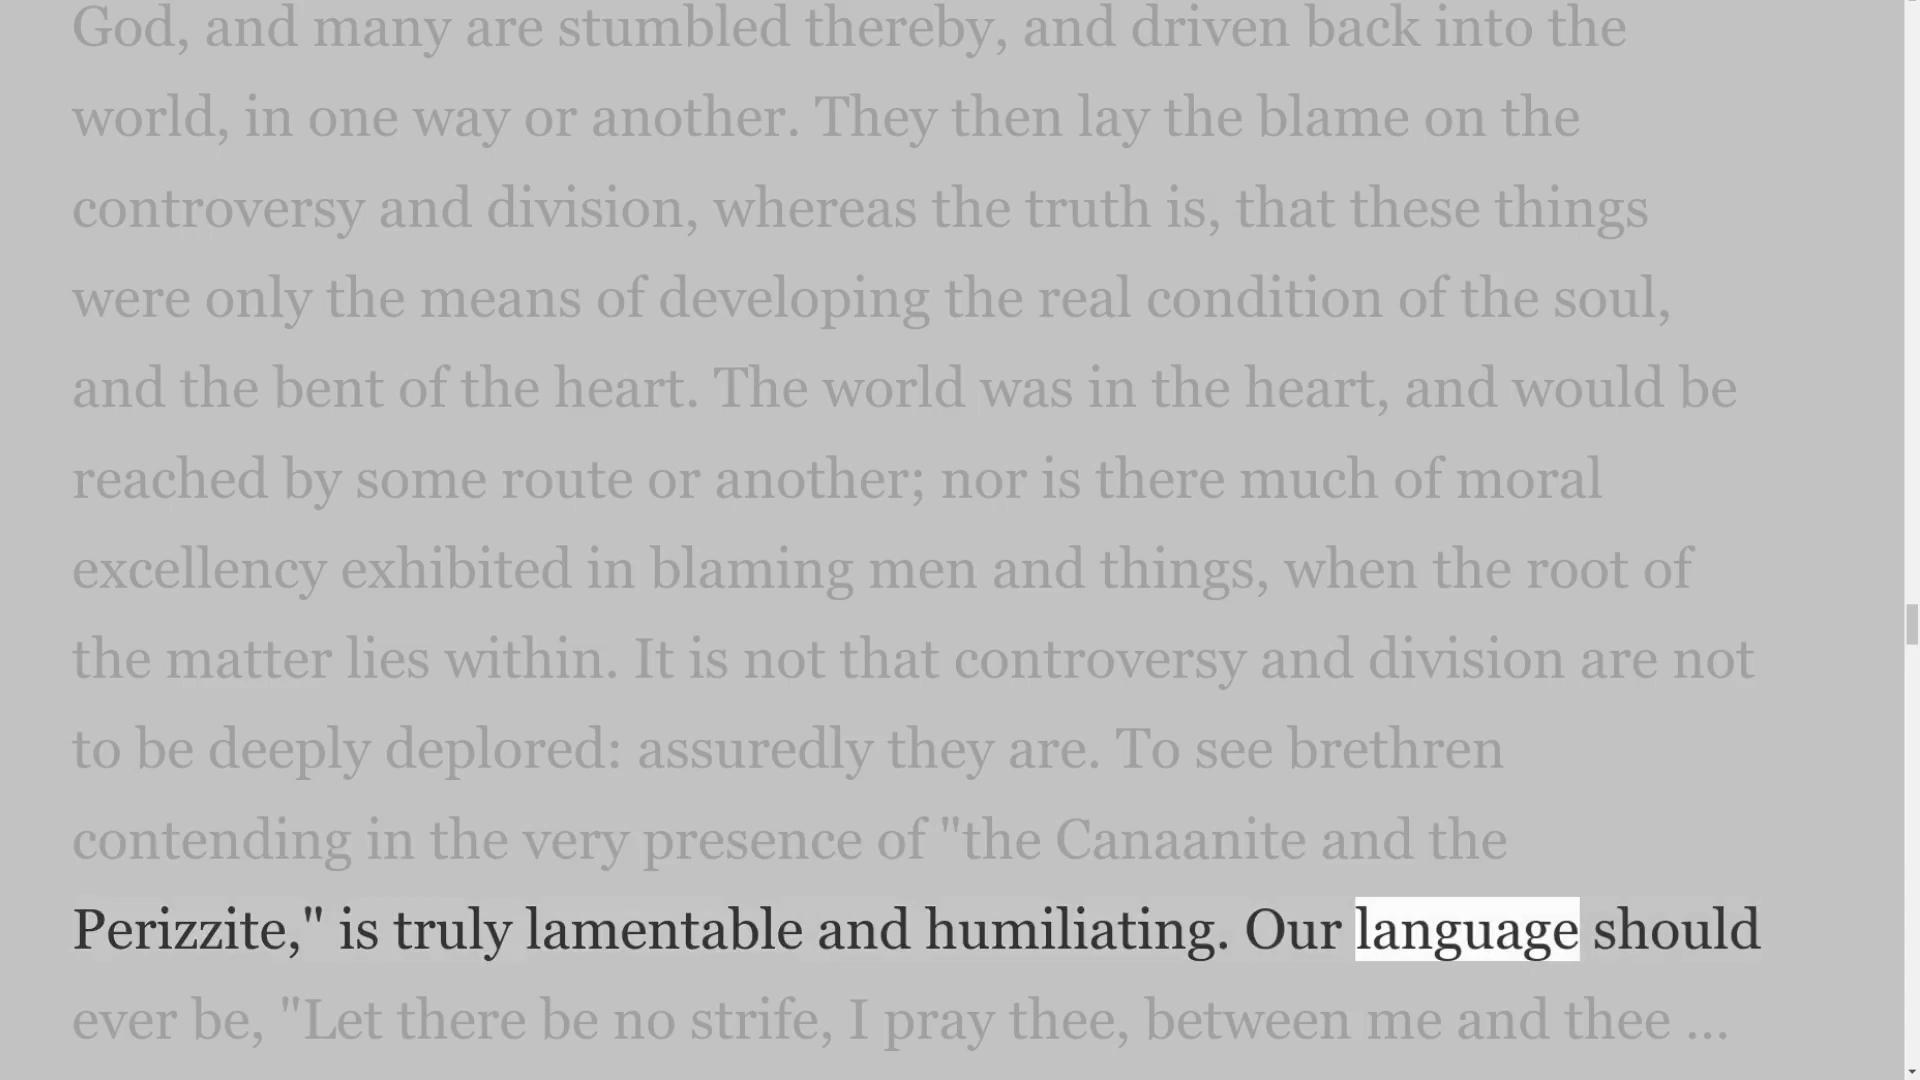 God, and many are stumbled thereby, and driven back into the
world, in one way or another. They then lay the blame on the
controversy and division, whereas the truth is, that these things
were only the means of developing the real condition of the soul,
and the bent of the heart. The world was in the heart, and would be
reached by some route or another; nor is there much of moral
excellency exhibited in blaming men and things, when the root of
the matter lies within. It is not that controversy and division are not
to be deeply deplored: assuredly they are. To see brethren
contending in the very presence of "the Canaanite and the
Perizzite," is truly lamentable and humiliating. Our language should
ever be, "Let there be no strife, I pray thee, between me and thee ...